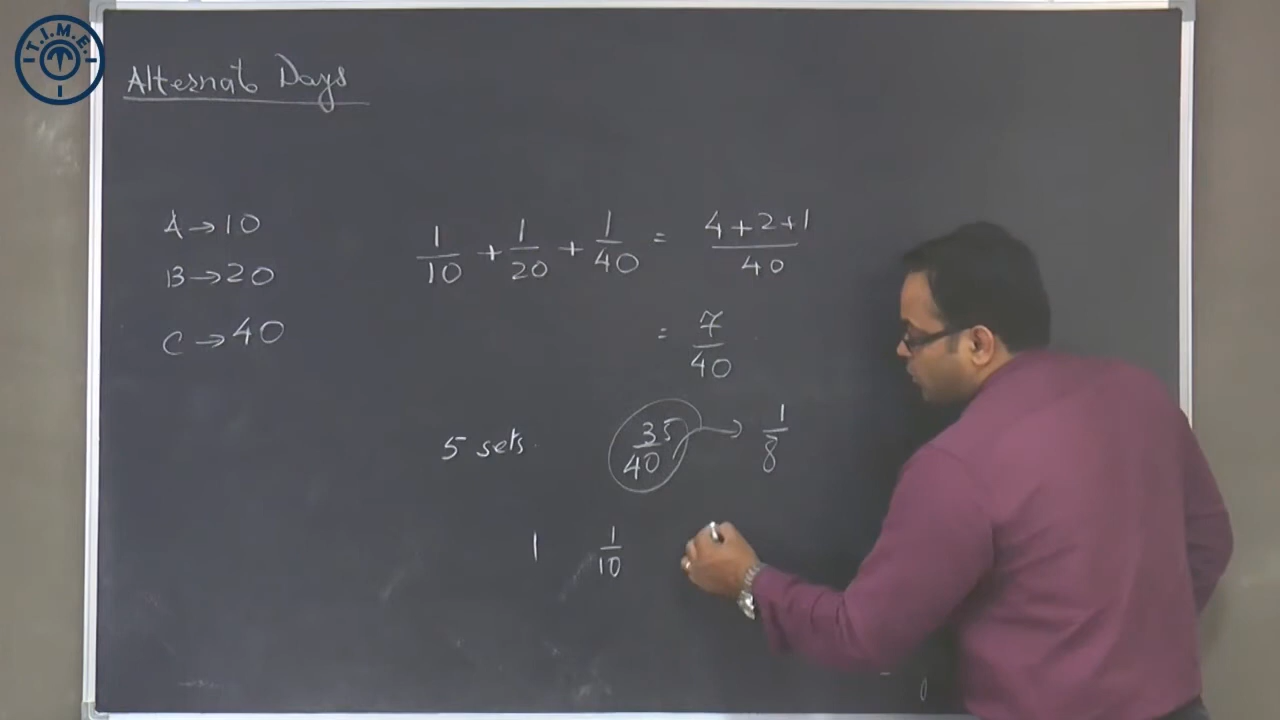 T.I.M.E.
Alternat Days
A → 10
B → 20
C → 40
1/10 + 1/20 + 1/40 = 4+2+1/40
= 7/40
5 sets. 35/40 → 1/8
1 1/10